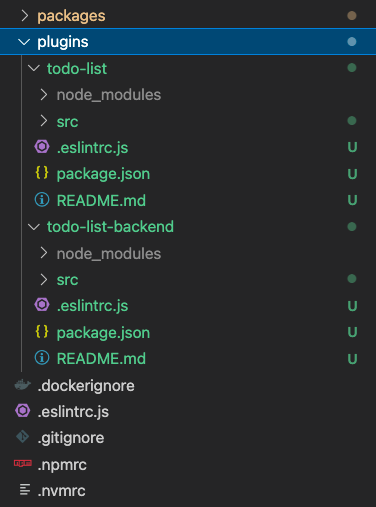 packages
plugins
todo-list
node_modules
src
.eslintrc.js U
{} package.json U
README.md U
todo-list-backend
node_modules
src
.eslintrc.js U
{} package.json U
README.md U
.dockerignore
.eslintrc.js
.gitignore
npm .npmrc
.nvmrc